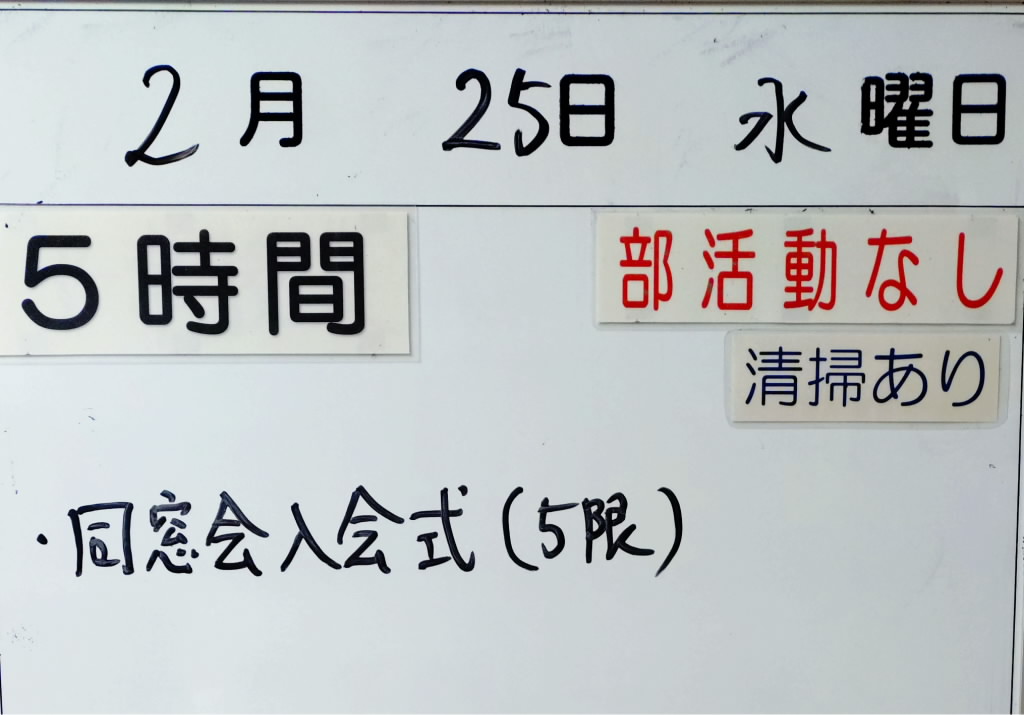 2月 25日 水曜日
5時間 部活動なし
清掃あり
・同窓会入会式(5限)